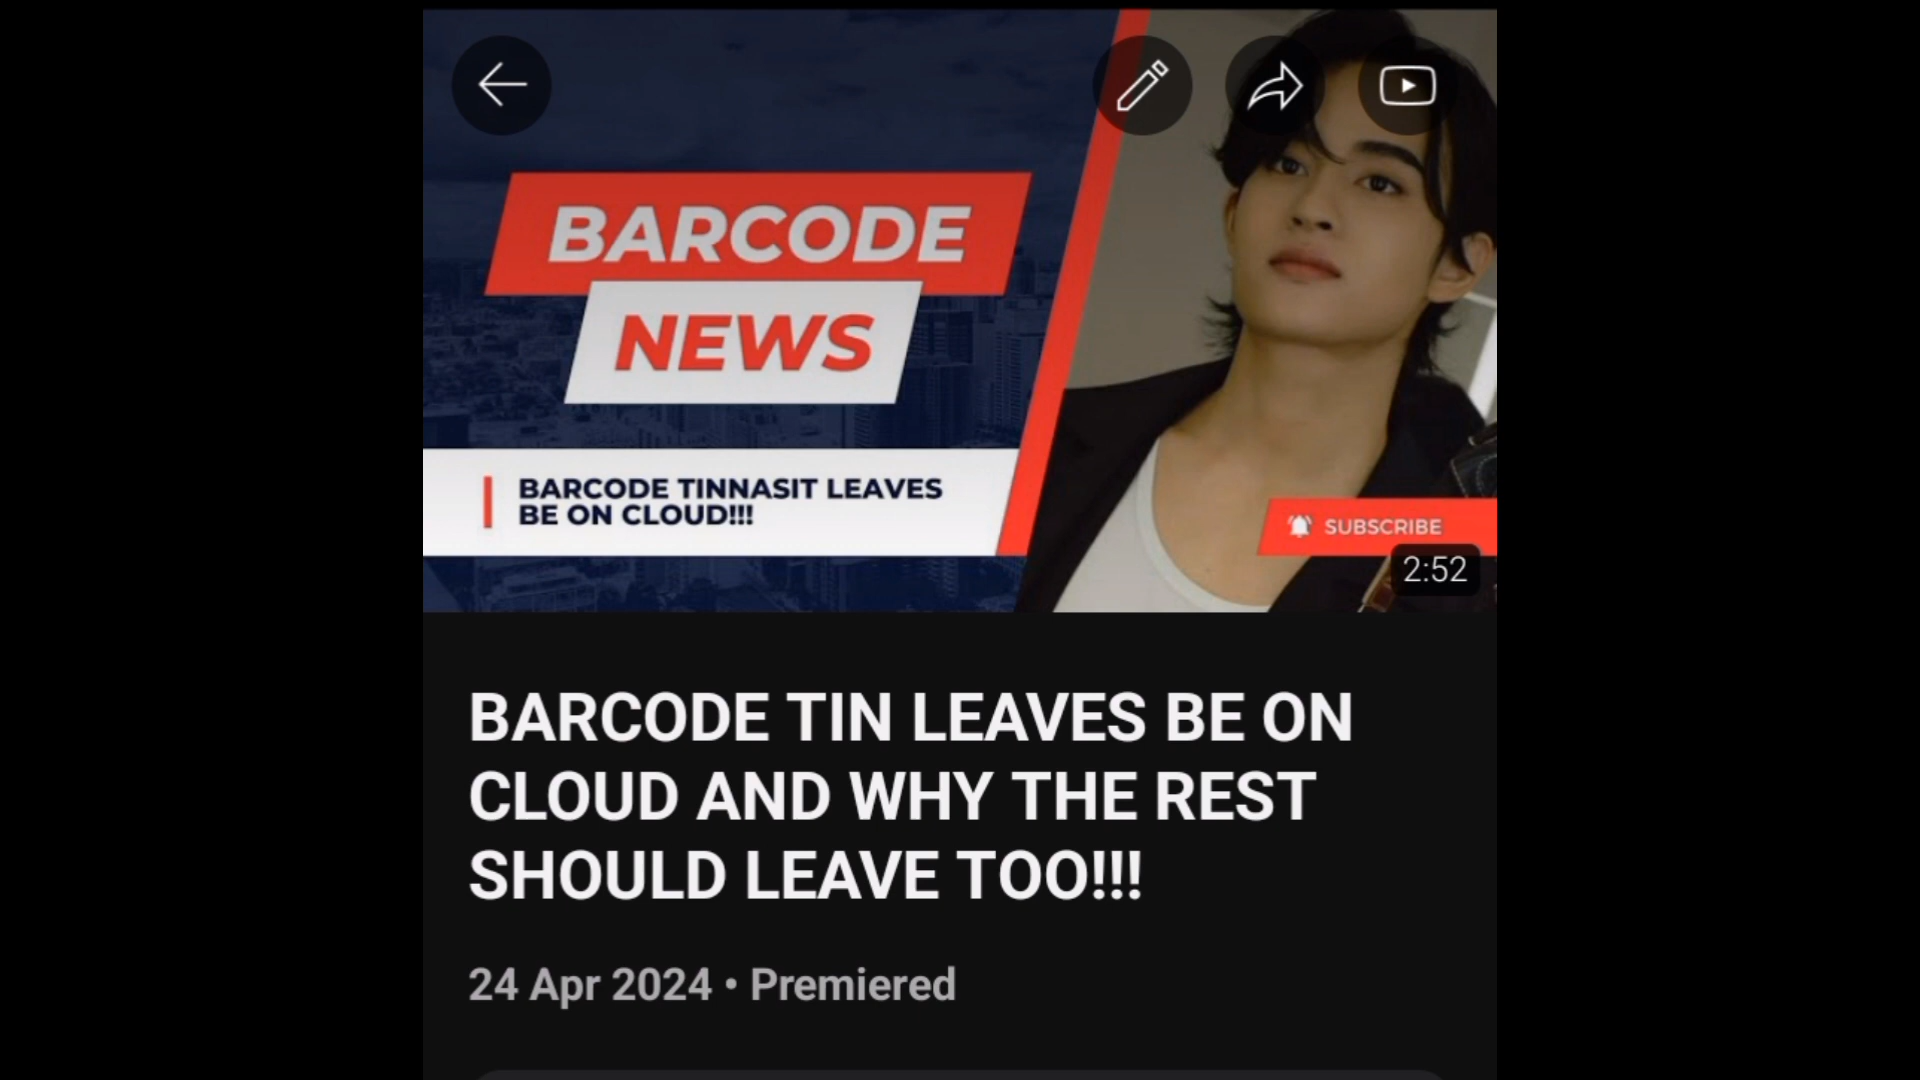 BARCODE
NEWS
BARCODE TINNASIT LEAVES
BE ON CLOUD!!!
SUBSCRIBE
2:52
BARCODE TIN LEAVES BE ON
CLOUD AND WHY THE REST
SHOULD LEAVE TOO!!!
24 Apr 2024 • Premiered